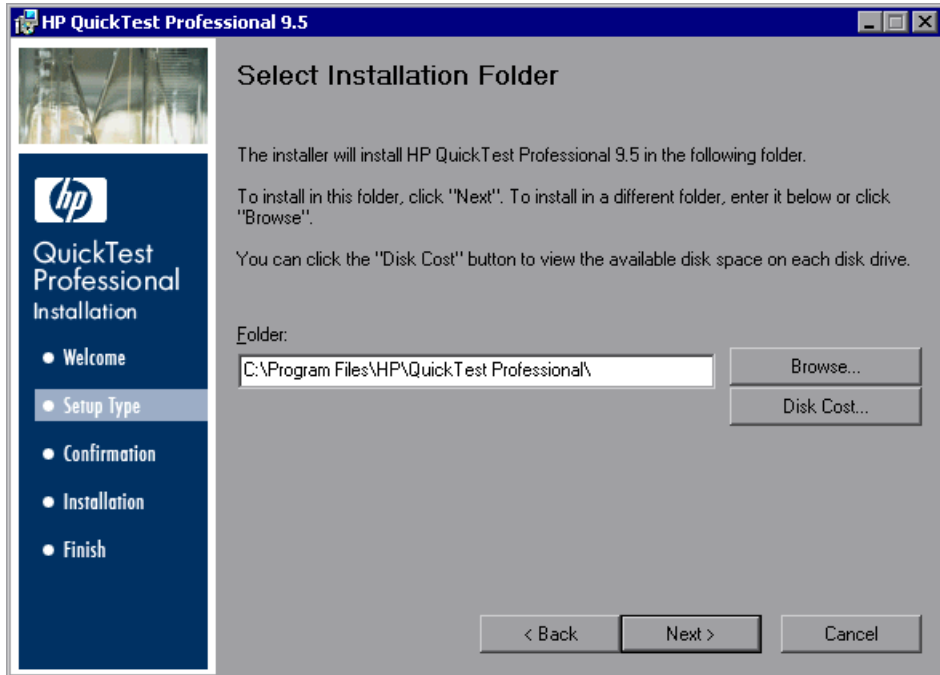 HP QuickTest Professional 9.5
Select Installation Folder
The installer will install HP QuickTest Professional 9.5 in the following folder.
To install in this folder, click "Next". To install in a different folder, enter it below or click
"Browse".
You can click the "Disk Cost" button to view the available disk space on each disk drive.
Folder:
C:\Program Files\HP\QuickTest Professional\
Browse...
Disk Cost...
hp
QuickTest
Professional
Installation
Welcome
Setup Type
Confirmation
Installation
Finish
< Back
Next >
Cancel